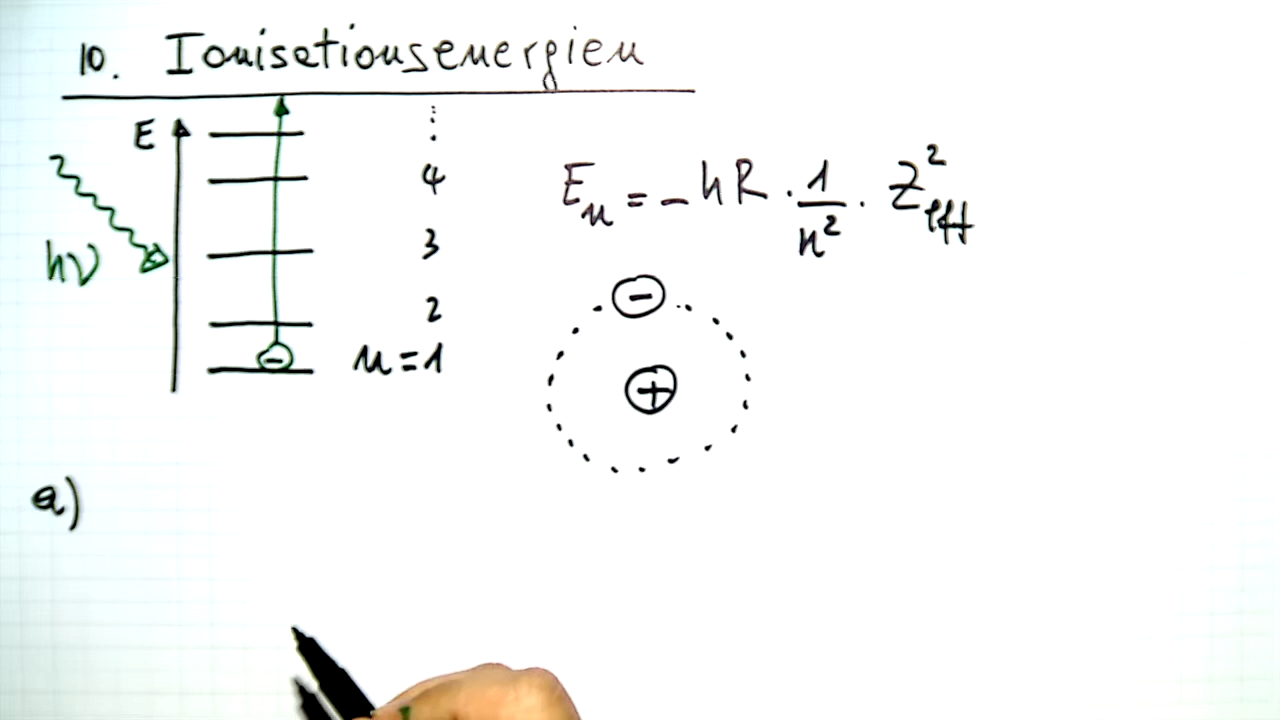 10. Ionisationsenergien
E
hν
⋮
4
3
2
n=1
−
E_n = -hR · 1/n² · Z²_eff
−
+
a)